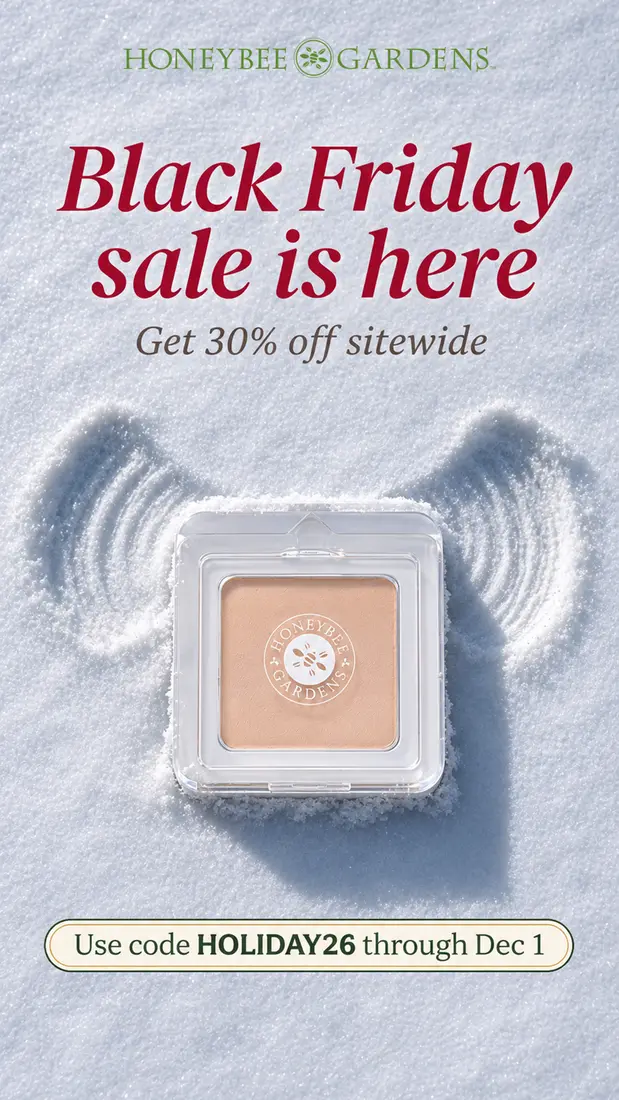 HONEYBEE GARDENS
Black Friday
sale is here
Get 30% off sitewide
HONEYBEE
GARDENS
Use code HOLIDAY26 through Dec 1